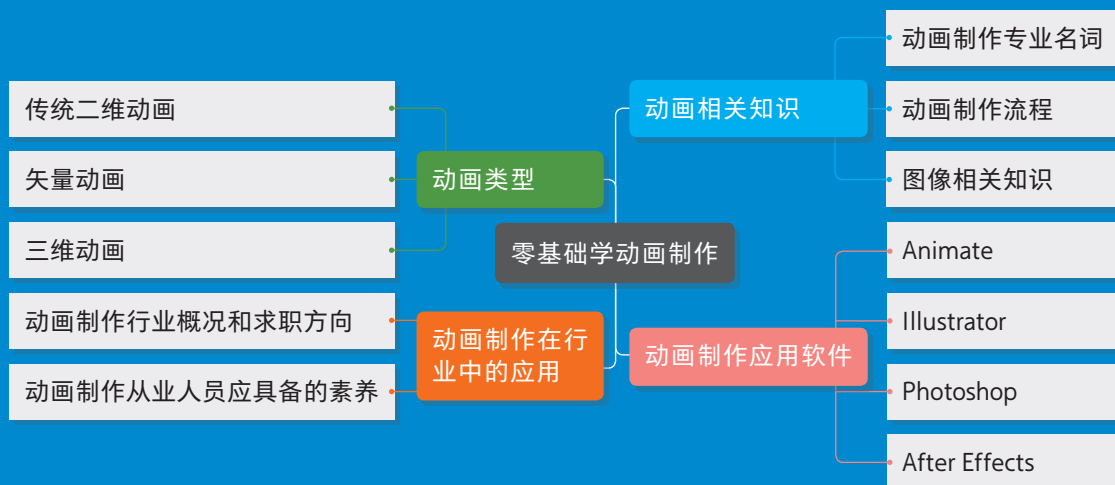 零基础学动画制作
动画类型
传统二维动画
矢量动画
三维动画
动画制作在行
业中的应用
动画制作行业概况和求职方向
动画制作从业人员应具备的素养
动画相关知识
动画制作专业名词
动画制作流程
图像相关知识
动画制作应用软件
Animate
Illustrator
Photoshop
After Effects